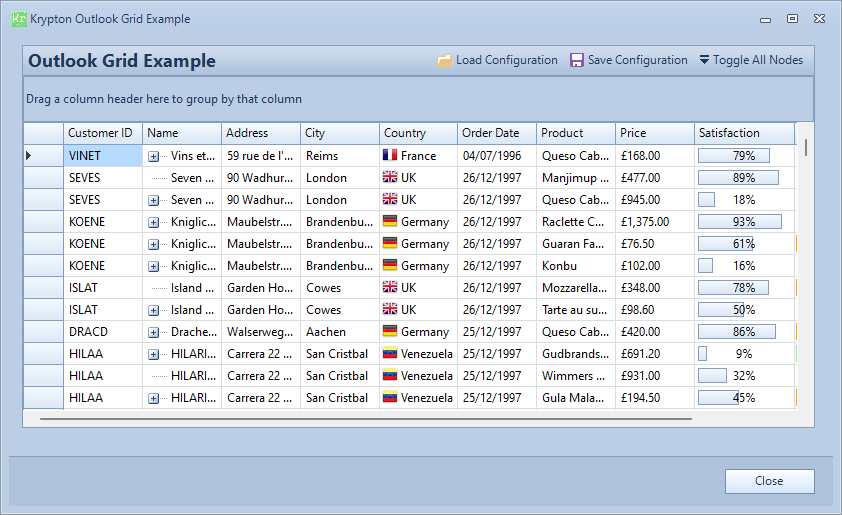 Kr Krypton Outlook Grid Example
Outlook Grid Example Load Configuration Save Configuration Toggle All Nodes
Drag a column header here to group by that column
Customer ID Name Address City Country Order Date Product Price Satisfaction
VINET Vins et... 59 rue de l'... Reims France 04/07/1996 Queso Cab... £168.00 79%
SEVES Seven ... 90 Wadhur... London UK 26/12/1997 Manjimup ... £477.00 89%
SEVES Seven ... 90 Wadhur... London UK 26/12/1997 Queso Cab... £945.00 18%
KOENE Kniglic... Maubelstr.... Brandenbu... Germany 26/12/1997 Raclette C... £1,375.00 93%
KOENE Kniglic... Maubelstr.... Brandenbu... Germany 26/12/1997 Guaran Fa... £76.50 61%
KOENE Kniglic... Maubelstr.... Brandenbu... Germany 26/12/1997 Konbu £102.00 16%
ISLAT Island ... Garden Ho... Cowes UK 26/12/1997 Mozzarella... £348.00 78%
ISLAT Island ... Garden Ho... Cowes UK 26/12/1997 Tarte au su... £98.60 50%
DRACD Drache... Walserweg... Aachen Germany 25/12/1997 Queso Cab... £420.00 86%
HILAA HILARI... Carrera 22 ... San Cristbal Venezuela 25/12/1997 Gudbrands... £691.20 9%
HILAA HILARI... Carrera 22 ... San Cristbal Venezuela 25/12/1997 Wimmers ... £931.00 32%
HILAA HILARI... Carrera 22 ... San Cristbal Venezuela 25/12/1997 Gula Mala... £194.50 45%
Close